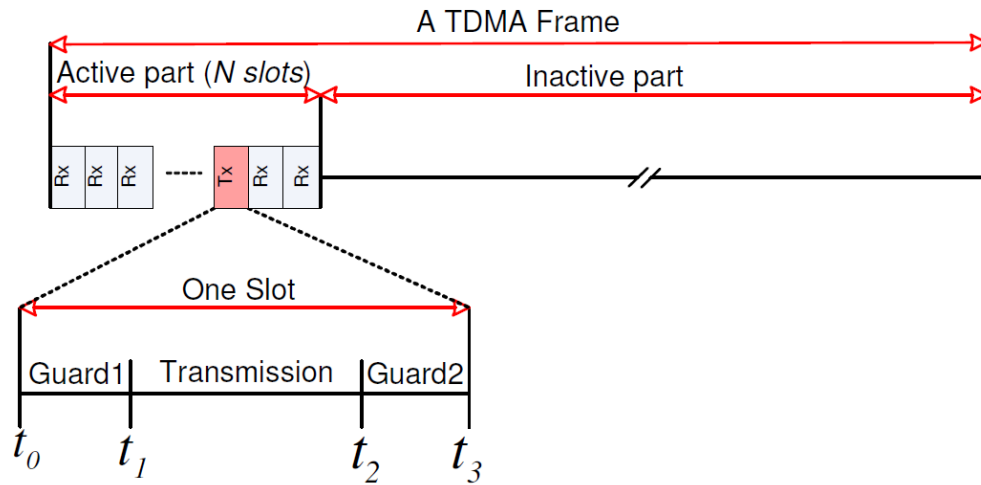 A TDMA Frame
Active part (N slots)
Inactive part
Rx Rx Rx Tx Rx Rx
One Slot
Guard1 Transmission Guard2
t0 t1 t2 t3